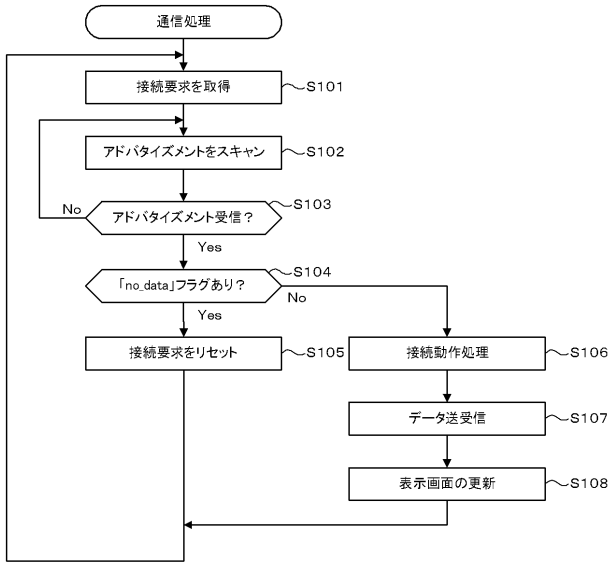 通信処理
接続要求を取得
S101
アドバタイズメントをスキャン
S102
アドバタイズメント受信？
S103
No
Yes
「no_data」フラグあり？
S104
No
Yes
接続要求をリセット
S105
接続動作処理
S106
データ送受信
S107
表示画面の更新
S108